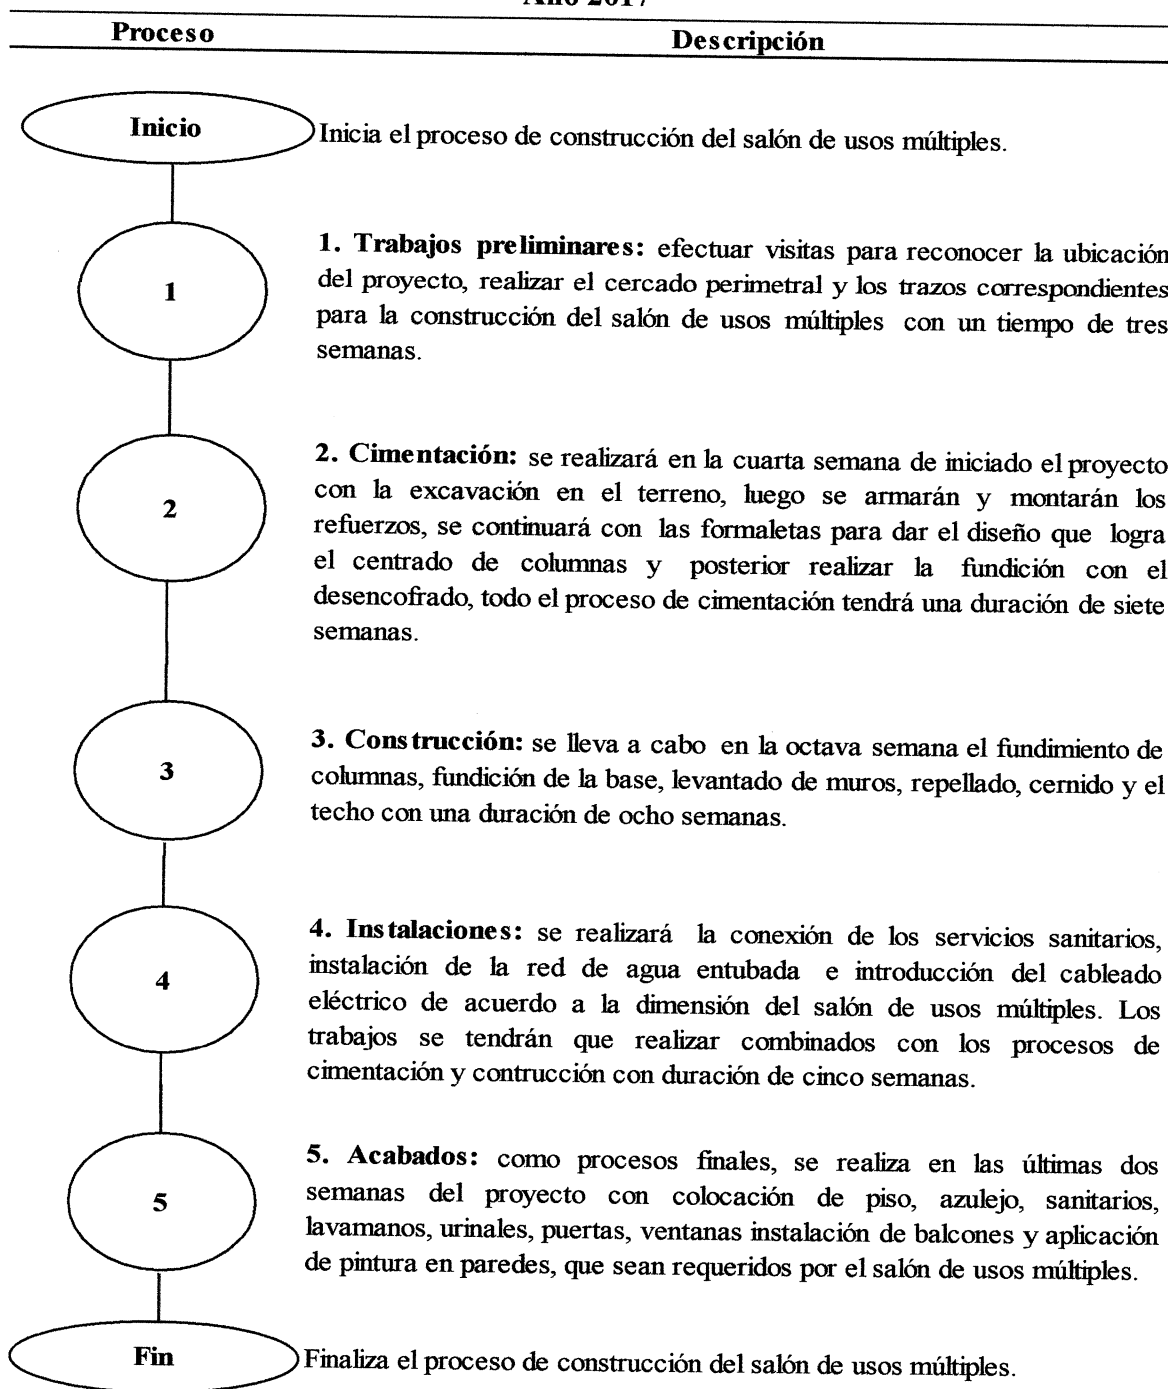 Año 2017
Proceso Descripción
Inicio Inicia el proceso de construcción del salón de usos múltiples.
1. Trabajos preliminares: efectuar visitas para reconocer la ubicación
del proyecto, realizar el cercado perimetral y los trazos correspondientes
1
para la construcción del salón de usos múltiples con un tiempo de tres
semanas.
2. Cimentación: se realizará en la cuarta semana de iniciado el proyecto
con la excavación en el terreno, luego se armarán y montarán los
2
refuerzos, se continuará con las formaletas para dar el diseño que logra
el centrado de columnas y posterior realizar la fundición con el
desencofrado, todo el proceso de cimentación tendrá una duración de siete
semanas.
3. Construcción: se lleva a cabo en la octava semana el fundimiento de
3
columnas, fundición de la base, levantado de muros, repellado, cernido y el
techo con una duración de ocho semanas.
4. Instalaciones: se realizará la conexión de los servicios sanitarios,
instalación de la red de agua entubada e introducción del cableado
4
eléctrico de acuerdo a la dimensión del salón de usos múltiples. Los
trabajos se tendrán que realizar combinados con los procesos de
cimentación y contrucción con duración de cinco semanas.
5. Acabados: como procesos finales, se realiza en las últimas dos
semanas del proyecto con colocación de piso, azulejo, sanitarios,
5
lavamanos, urinales, puertas, ventanas instalación de balcones y aplicación
de pintura en paredes, que sean requeridos por el salón de usos múltiples.
Fin Finaliza el proceso de construcción del salón de usos múltiples.